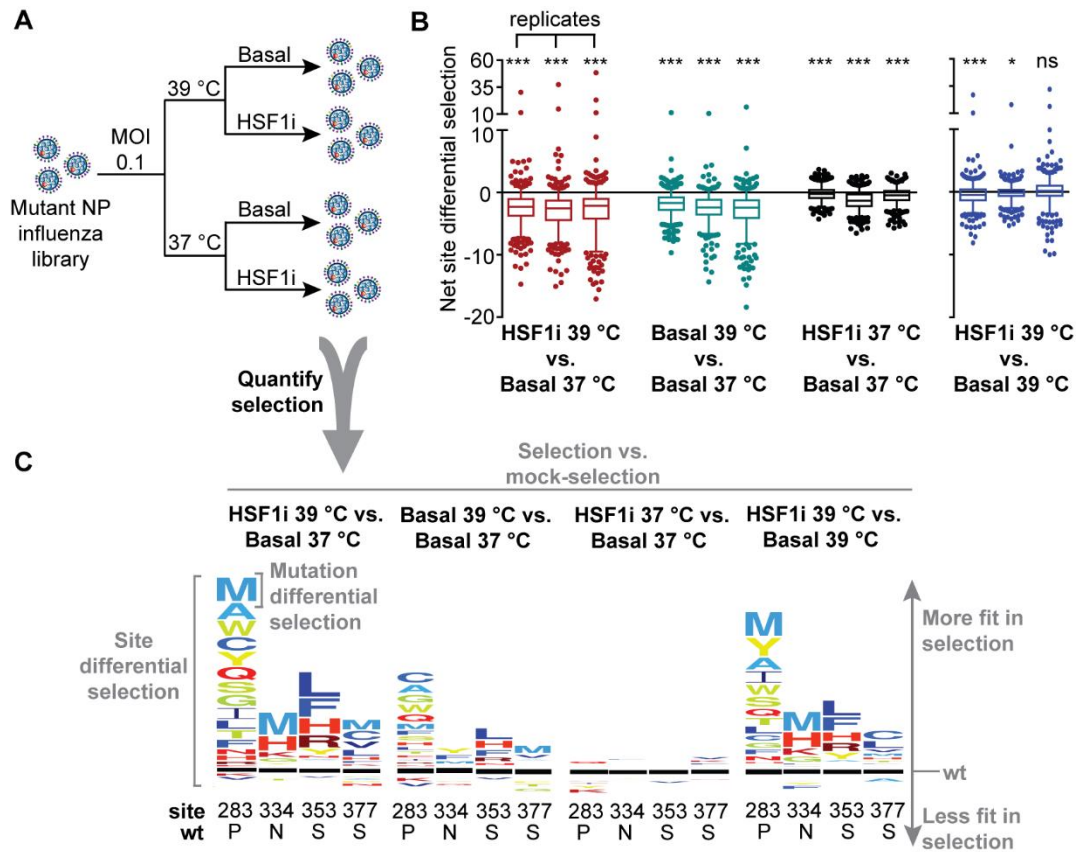 A
Mutant NP
influenza
library
MOI
0.1
39 °C
37 °C
Basal
HSF1i
Basal
HSF1i
Quantify
selection
B
replicates
Net site differential selection
60
35
10
10
0
-10
-20
*** *** ***
*** *** ***
*** *** ***
*** * ns
HSF1i 39 °C
vs.
Basal 37 °C
Basal 39 °C
vs.
Basal 37 °C
HSF1i 37 °C
vs.
Basal 37 °C
HSF1i 39 °C
vs.
Basal 39 °C
C
Selection vs.
mock-selection
HSF1i 39 °C vs.
Basal 37 °C
Basal 39 °C vs.
Basal 37 °C
HSF1i 37 °C vs.
Basal 37 °C
HSF1i 39 °C vs.
Basal 39 °C
Site
differential
selection
Mutation
differential
selection
M
A
W
C
Y
Q
S
G
M
H
L
F
H
R
Y
M
C
V
C
A
G
W
Q
M
L
H
M
M
Y
A
I
W
S
Q
M
H
L
F
H
R
Y
C
More fit in
selection
wt
Less fit in
selection
site 283 334 353 377 283 334 353 377 283 334 353 377 283 334 353 377
wt P N S S P N S S P N S S P N S S